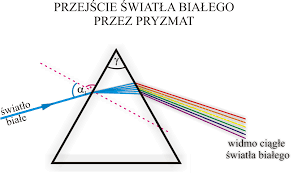 PRZEJŚCIE ŚWIATŁA BIAŁEGO
PRZEZ PRYZMAT
γ
α
światło
białe
widmo ciągłe
światła białego